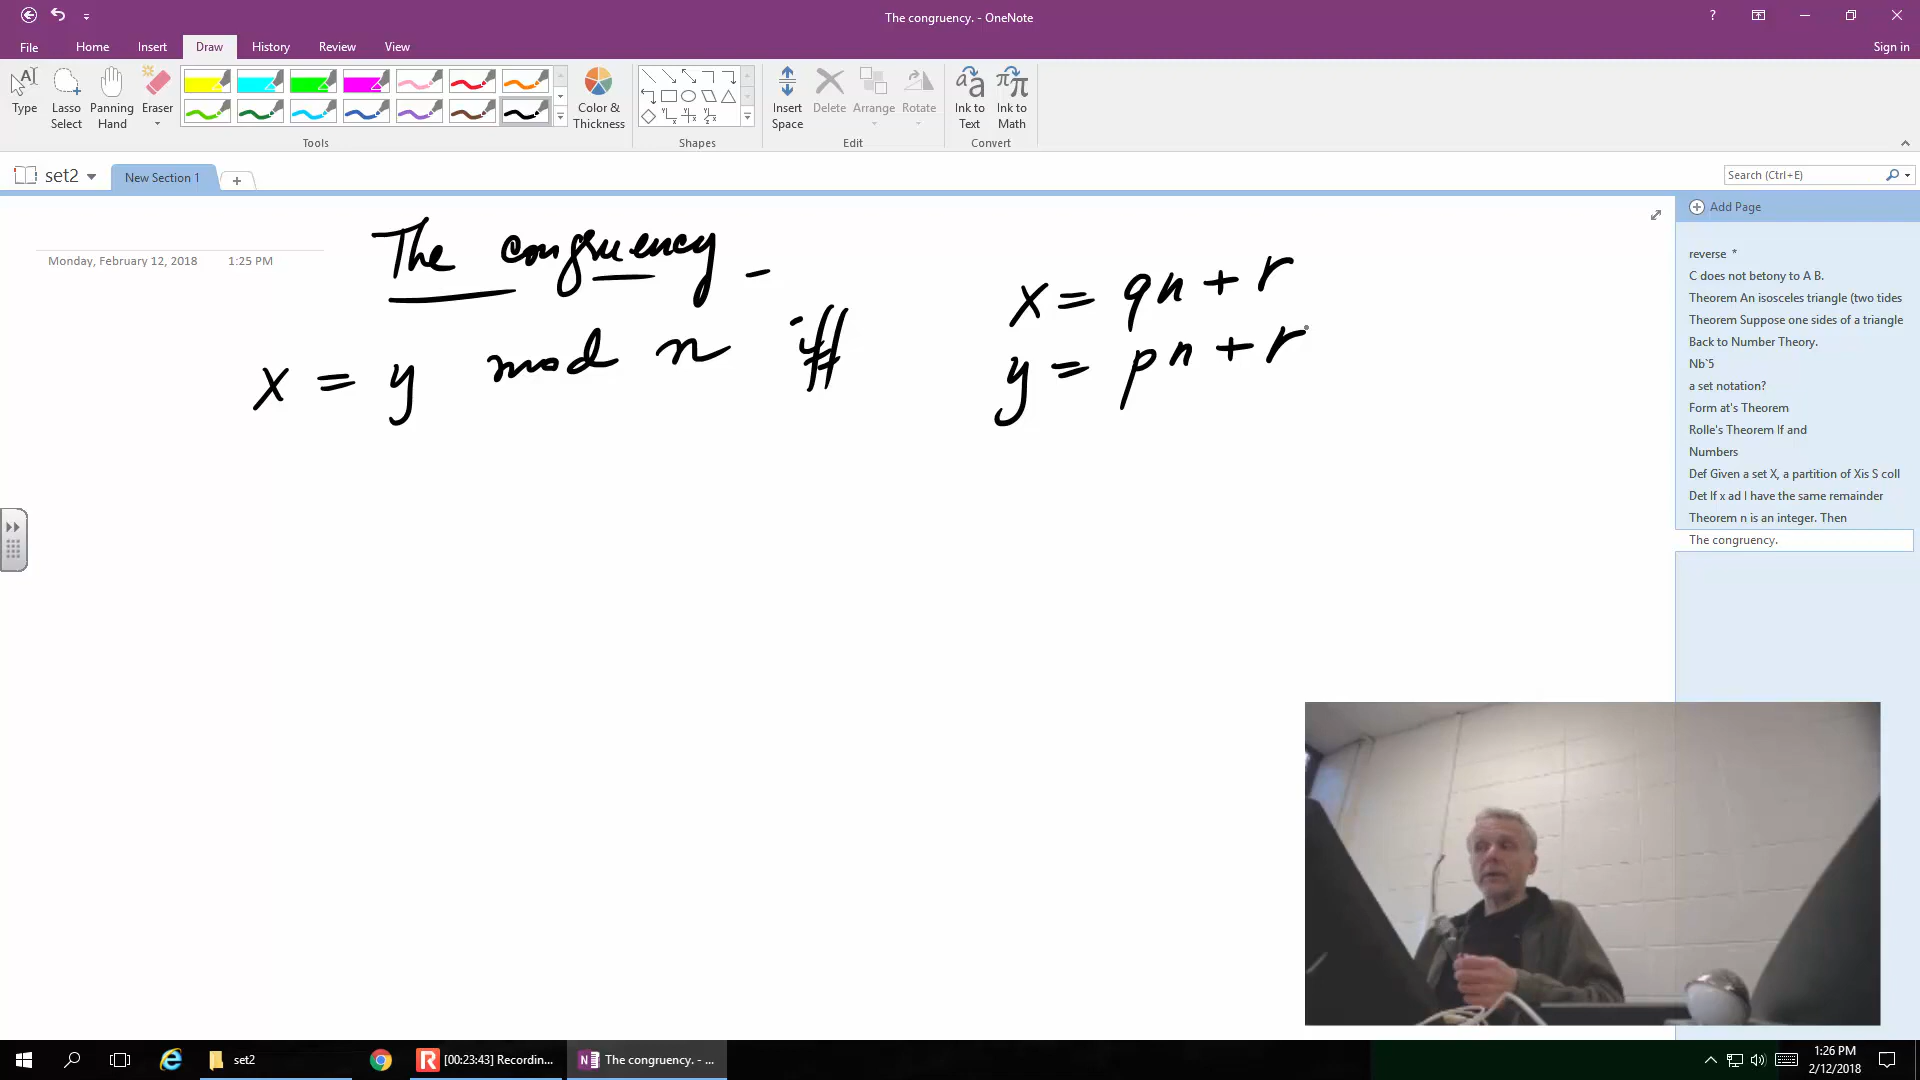 The congruency. - OneNote
?
File
Home
Insert
Draw
History
Review
View
Sign in
Type
Lasso Select
Panning Hand
Eraser
Color & Thickness
Insert Space
Delete
Arrange
Rotate
Ink to Text
Ink to Math
Tools
Shapes
Edit
Convert
set2
New Section 1
Search (Ctrl+E)
Add Page
Monday, February 12, 2018 1:25 PM
The congruency -
x = y mod n iff
x = qn + r
y = pn + r
reverse *
C does not betony to A B.
Theorem An isosceles triangle (two tides
Theorem Suppose one sides of a triangle
Back to Number Theory.
Nb`5
a set notation?
Form at's Theorem
Rolle's Theorem If and
Numbers
Def Given a set X, a partition of Xis S coll
Det If x ad I have the same remainder
Theorem n is an integer. Then
The congruency.
set2
[00:23:43] Recordin...
The congruency. - ...
1:26 PM
2/12/2018